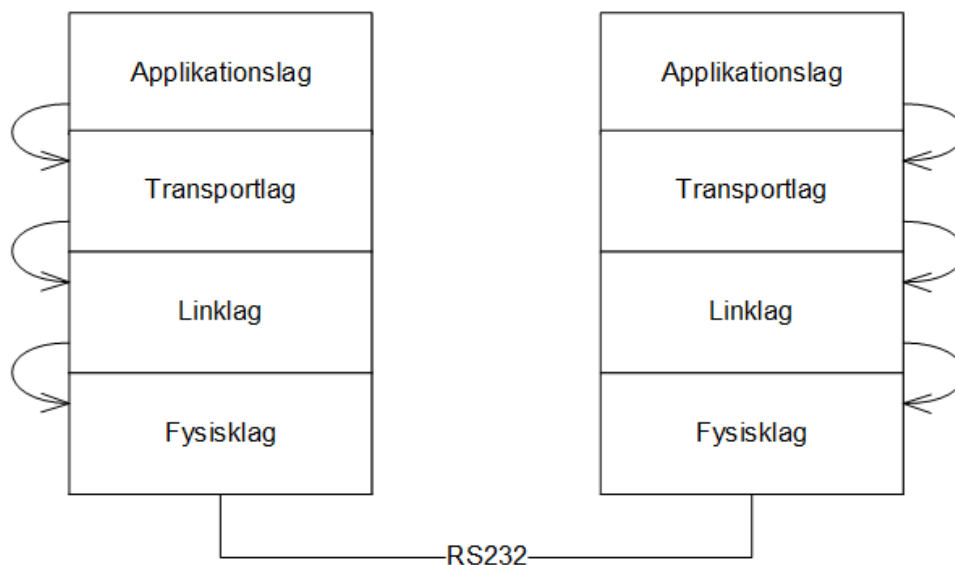 Applikationslag
Transportlag
Linklag
Fysisklag
Applikationslag
Transportlag
Linklag
Fysisklag
RS232